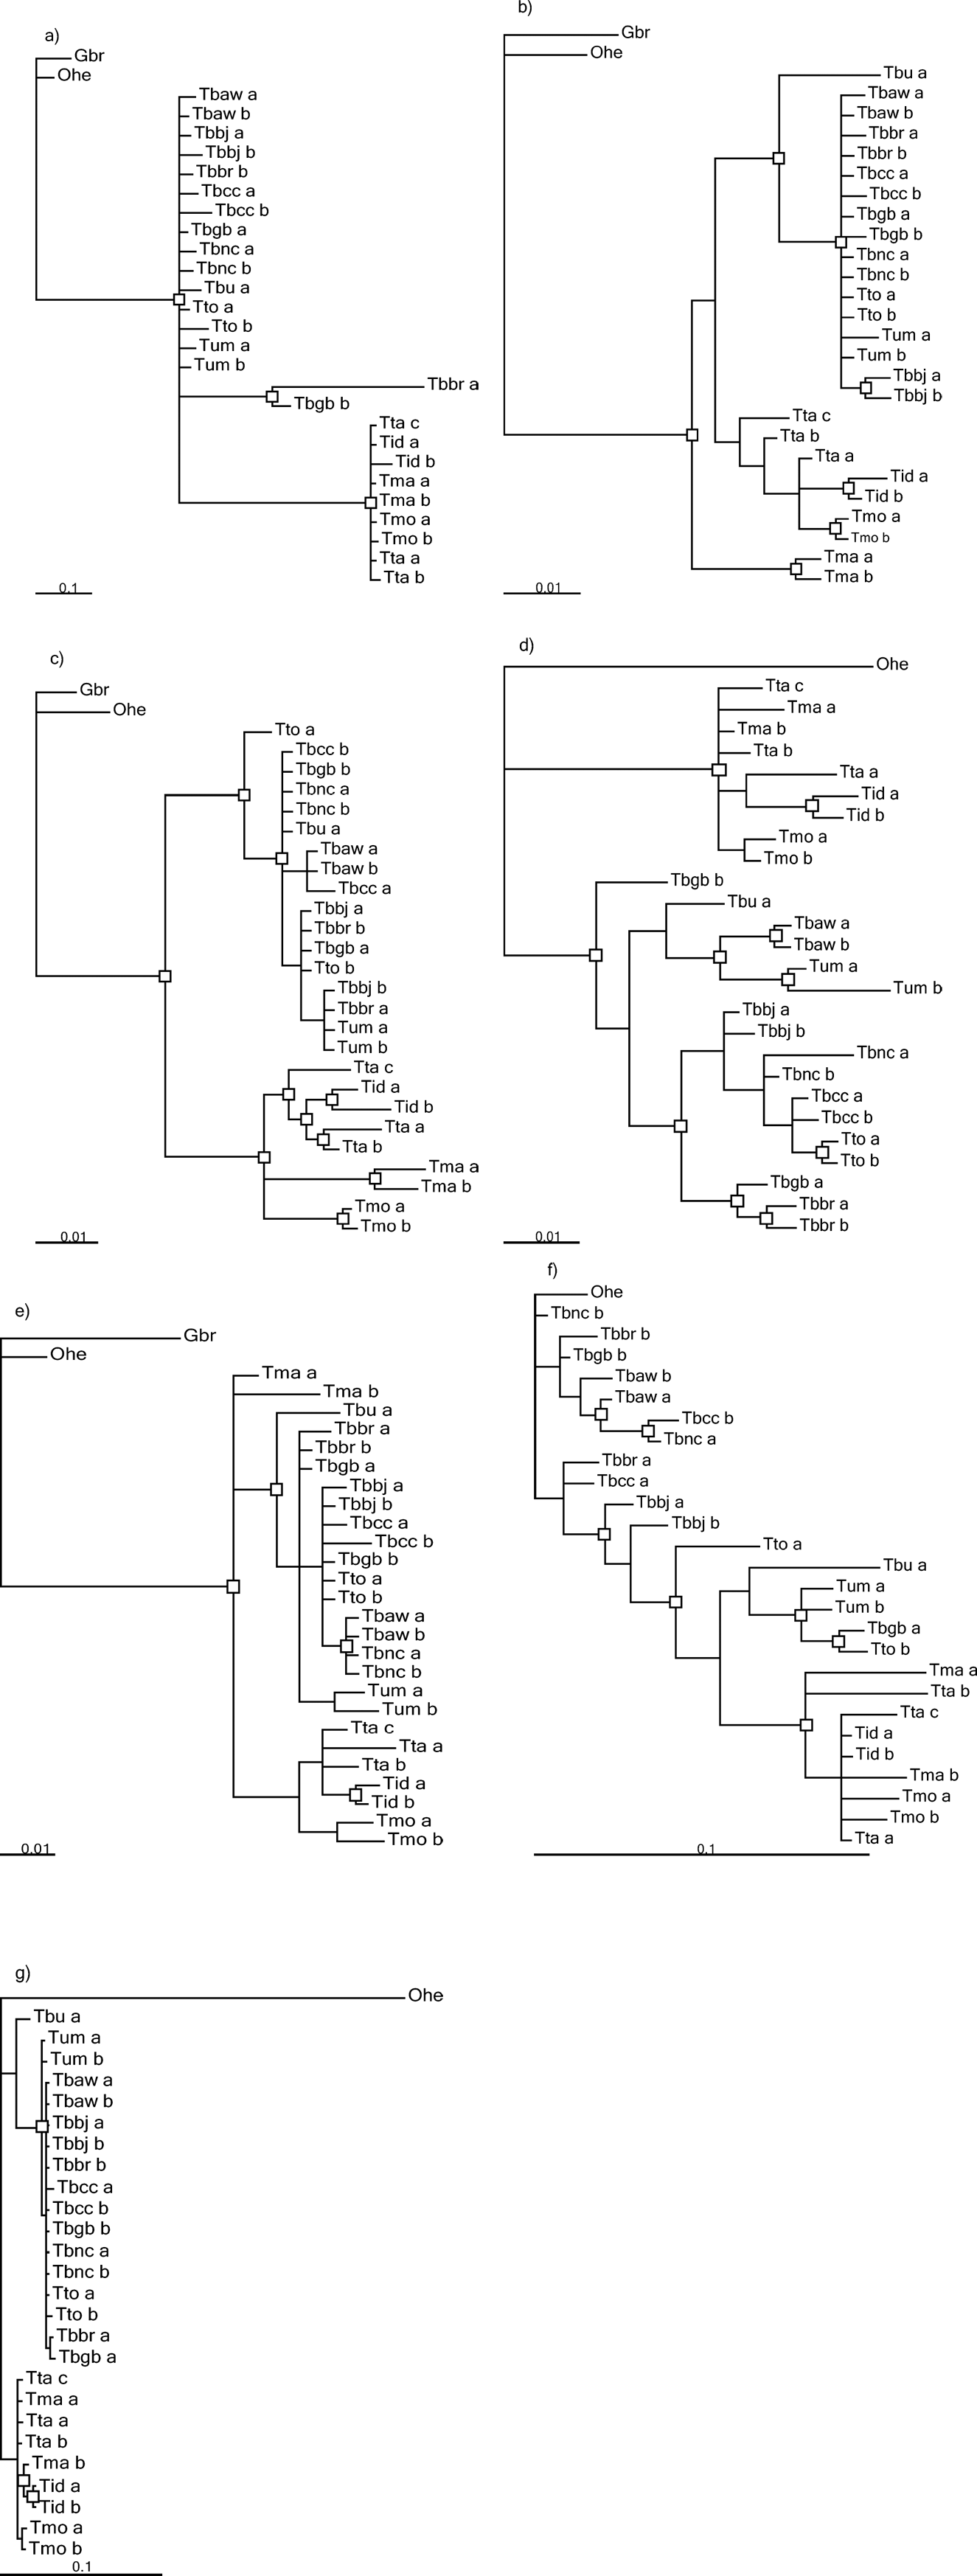 a)
Gbr
Ohe
Tbaw a
Tbaw b
Tbbj a
Tbbj b
Tbbr b
Tbcc a
Tbcc b
Tbgb a
Tbnc a
Tbnc b
Tbu a
Tto a
Tto b
Tum a
Tum b
Tbbr a
Tbgb b
Tta c
Tid a
Tid b
Tma a
Tma b
Tmo a
Tmo b
Tta a
Tta b
0.1
b)
Gbr
Ohe
Tbu a
Tbaw a
Tbaw b
Tbbr a
Tbbr b
Tbcc a
Tbcc b
Tbgb a
Tbgb b
Tbnc a
Tbnc b
Tto a
Tto b
Tum a
Tum b
Tbbj a
Tbbj b
Tta c
Tta b
Tta a
Tid a
Tid b
Tmo a
Tmo b
Tma a
Tma b
0.01
c)
Gbr
Ohe
Tto a
Tbcc b
Tbgb b
Tbnc a
Tbnc b
Tbu a
Tbaw a
Tbaw b
Tbcc a
Tbbj a
Tbbr b
Tbgb a
Tto b
Tbbj b
Tbbr a
Tum a
Tum b
Tta c
Tid a
Tid b
Tta a
Tta b
Tma a
Tma b
Tmo a
Tmo b
0.01
d)
Ohe
Tta c
Tma a
Tma b
Tta b
Tta a
Tid a
Tid b
Tmo a
Tmo b
Tbgb b
Tbu a
Tbaw a
Tbaw b
Tum a
Tum b
Tbbj a
Tbbj b
Tbnc a
Tbnc b
Tbcc a
Tbcc b
Tto a
Tto b
Tbgb a
Tbbr a
Tbbr b
0.01
e)
Gbr
Ohe
Tma a
Tma b
Tbu a
Tbbr a
Tbbr b
Tbgb a
Tbbj a
Tbbj b
Tbcc a
Tbcc b
Tbgb b
Tto a
Tto b
Tbaw a
Tbaw b
Tbnc a
Tbnc b
Tum a
Tum b
Tta c
Tta a
Tta b
Tid a
Tid b
Tmo a
Tmo b
0.01
f)
Ohe
Tbnc b
Tbbr b
Tbgb b
Tbaw b
Tbaw a
Tbcc b
Tbnc a
Tbbr a
Tbcc a
Tbbj a
Tbbj b
Tto a
Tbu a
Tum a
Tum b
Tbgb a
Tto b
Tma a
Tta b
Tta c
Tid a
Tid b
Tma b
Tmo a
Tmo b
Tta a
0.1
g)
Ohe
Tbu a
Tum a
Tum b
Tbaw a
Tbaw b
Tbbj a
Tbbj b
Tbbr b
Tbcc a
Tbcc b
Tbgb b
Tbnc a
Tbnc b
Tto a
Tto b
Tbbr a
Tbgb a
Tta c
Tma a
Tta a
Tta b
Tma b
Tid a
Tid b
Tmo a
Tmo b
0.1